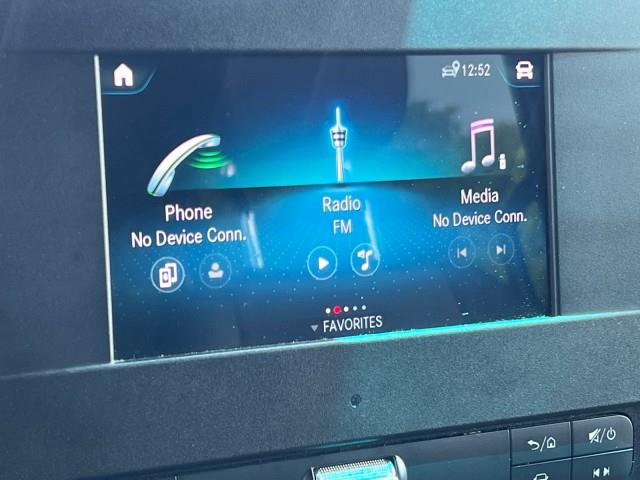 12:52
Phone
No Device Conn.
Radio
FM
Media
No Device Conn.
FAVORITES